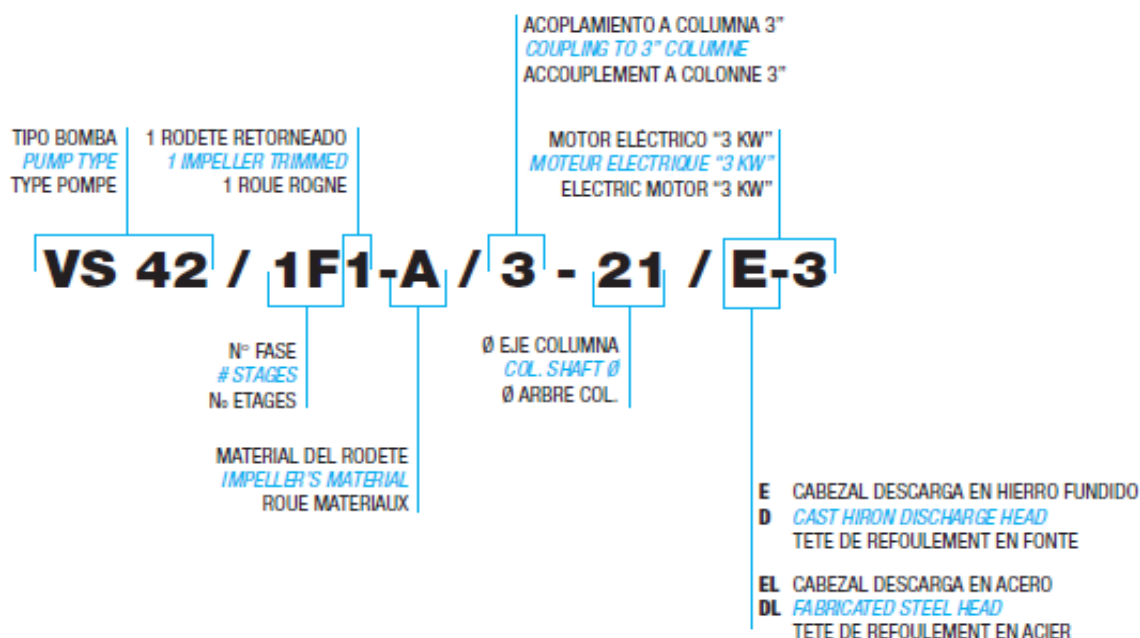 ACOPLAMIENTO A COLUMNA 3”
COUPLING TO 3” COLUMNE
ACCOUPLEMENT A COLONNE 3”
TIPO BOMBA
PUMP TYPE
TYPE POMPE
1 RODETE RETORNEADO
1 IMPELLER TRIMMED
1 ROUE ROGNE
MOTOR ELÉCTRICO “3 KW”
MOTEUR ELECTRIQUE “3 KW”
ELECTRIC MOTOR “3 KW”
VS 42 / 1F1-A / 3 - 21 / E-3
Nº FASE
# STAGES
Nº ETAGES
Ø EJE COLUMNA
COL. SHAFT Ø
Ø ARBRE COL.
MATERIAL DEL RODETE
IMPELLER'S MATERIAL
ROUE MATERIAUX
E CABEZAL DESCARGA EN HIERRO FUNDIDO
D CAST HIRON DISCHARGE HEAD
TETE DE REFOULEMENT EN FONTE
EL CABEZAL DESCARGA EN ACERO
DL FABRICATED STEEL HEAD
TETE DE REFOULEMENT EN ACIER